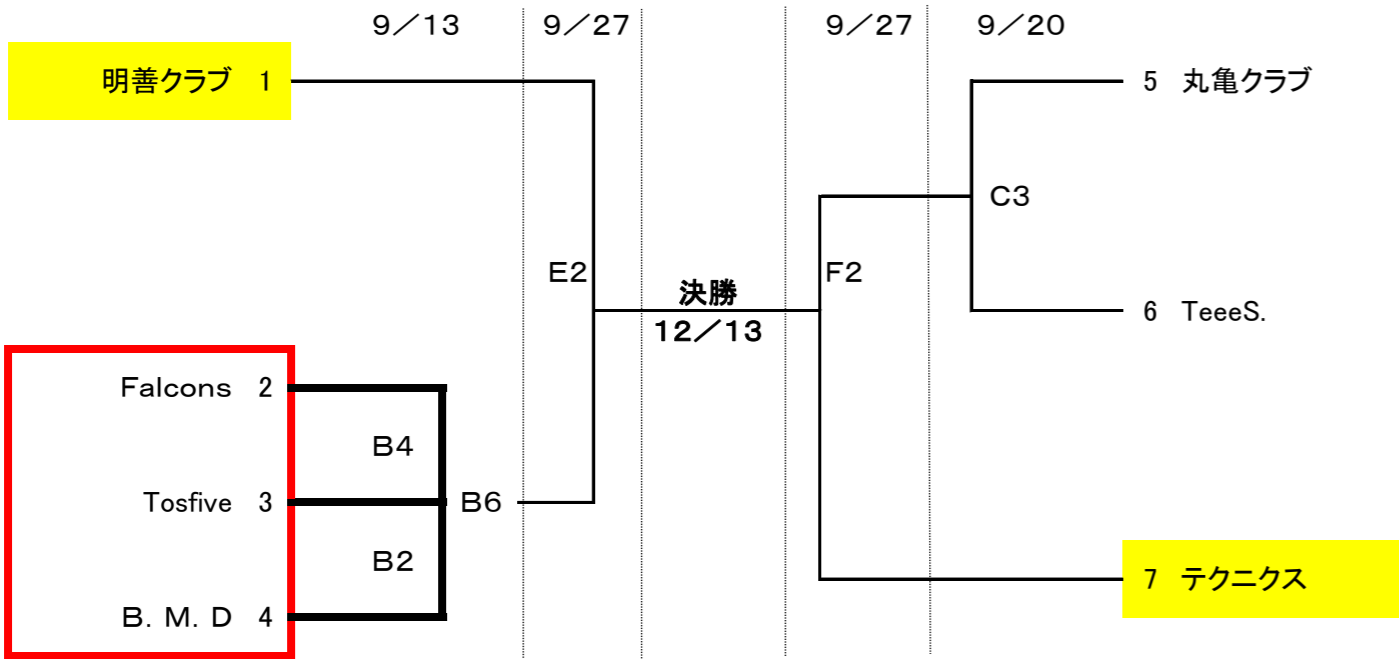 9／13 9／27 9／27 9／20
明善クラブ 1
5 丸亀クラブ
C3
E2
F2
決勝
12／13
6 TeeeS.
Falcons 2
B4
Tosfive 3
B6
B2
7 テクニクス
B．M．D 4